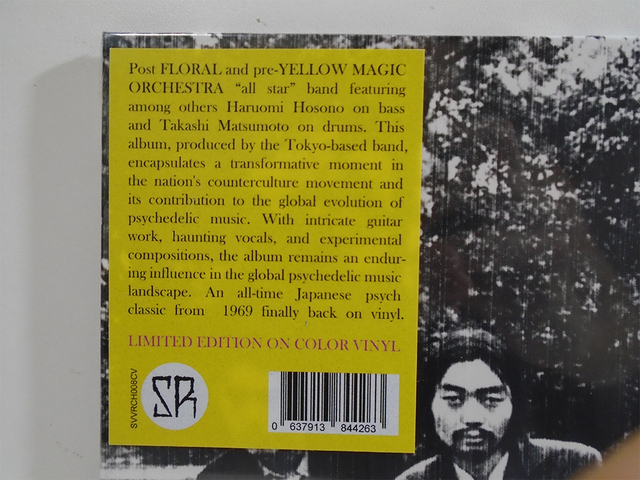 Post FLORAL and pre-YELLOW MAGIC
ORCHESTRA “all star” band featuring
among others Haruomi Hosono on bass
and Takashi Matsumoto on drums. This
album, produced by the Tokyo-based band,
encapsulates a transformative moment in
the nation's counterculture movement and
its contribution to the global evolution of
psychedelic music. With intricate guitar
work, haunting vocals, and experimental
compositions, the album remains an endur-
ing influence in the global psychedelic music
landscape. An all-time Japanese psych
classic from 1969 finally back on vinyl.
LIMITED EDITION ON COLOR VINYL
SVVRCH008CV
SR
0 637913 844263